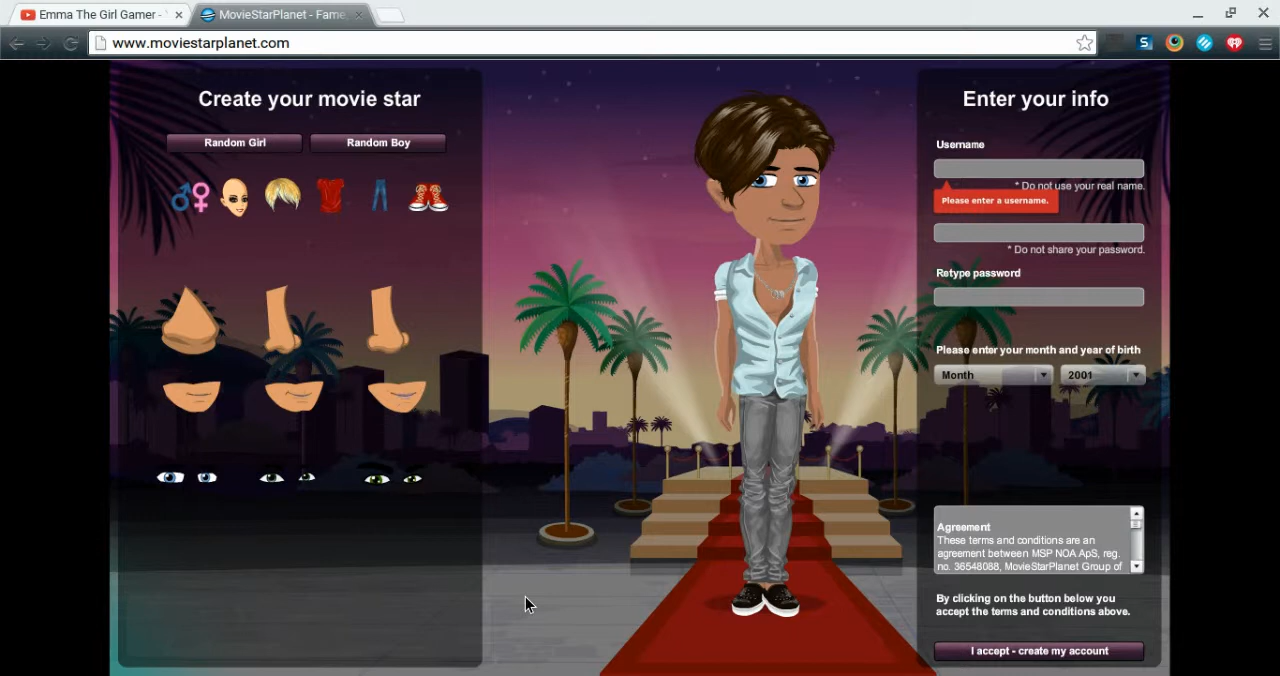 Emma The Girl Gamer -
MovieStarPlanet - Fame,
www.moviestarplanet.com
S
Create your movie star
Random Girl
Random Boy
Enter your info
Username
* Do not use your real name.
Please enter a username.
* Do not share your password.
Retype password
Please enter your month and year of birth
Month
2001
Agreement
These terms and conditions are an
agreement between MSP NOA ApS, reg.
no. 36548088, MovieStarPlanet Group of
By clicking on the button below you
accept the terms and conditions above.
I accept - create my account